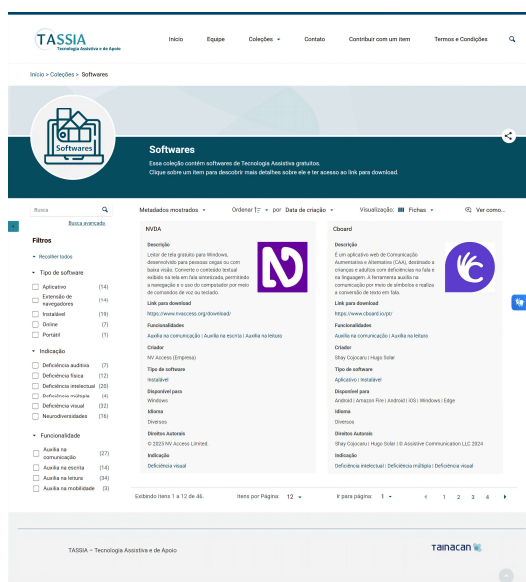 TASSIA
Tecnologia Assistiva e de Apoio
Início
Equipe
Coleções
Contato
Contribuir com um item
Termos e Condições
Início > Coleções > Softwares
Softwares
Softwares
Essa coleção contém softwares de Tecnologia Assistiva gratuitos.
Clique sobre um item para descobrir mais detalhes sobre ele e ter acesso ao link para download.
Busca
Metadados mostrados
Ordenar
por Data de criação
Visualização: Fichas
Ver como...
Busca avançada
Filtros
Recolher todos
Tipo de software
Aplicativo (14)
Extensão de
navegadores (14)
Instalável (19)
Online (7)
Portátil (1)
Indicação
Deficiência auditiva (7)
Deficiência física (12)
Deficiência intelectual (20)
Deficiência múltipla (4)
Deficiência visual (32)
Neurodiversidades (16)
Funcionalidade
Auxilia na
comunicação (27)
Auxilia na escrita (14)
Auxilia na leitura (34)
Auxilia na mobilidade (3)
NVDA
Descrição
Leitor de tela gratuito para Windows,
desenvolvido para pessoas cegas ou com
baixa visão. Converte o conteúdo textual
exibido na tela em fala sintetizada, permitindo
a navegação e o uso do computador por meio
de comandos de voz ou teclado.
Link para download
https://www.nvaccess.org/download/
Funcionalidades
Auxilia na comunicação | Auxilia na escrita | Auxilia na leitura
Criador
NV Access (Empresa)
Tipo de software
Instalável
Disponível para
Windows
Idioma
Diversos
Direitos Autorais
© 2025 NV Access Limited.
Indicação
Deficiência visual
Cboard
Descrição
É um aplicativo web de Comunicação
Aumentativa e Alternativa (CAA), destinado a
crianças e adultos com deficiências na fala e
na linguagem. A ferramenta auxilia na
comunicação por meio de símbolos e realiza
a conversão de texto em fala.
Link para download
https://www.cboard.io/pt/
Funcionalidades
Auxilia na comunicação | Auxilia na leitura
Criador
Shay Cojocaru | Hugo Solar
Tipo de software
Aplicativo | Instalável
Disponível para
Android | Amazon Fire | Android | iOS | Windows | Edge
Idioma
Diversos
Direitos Autorais
Shay Cojocaru | Hugo Solar | © Assistive Communication LLC 2024
Indicação
Deficiência intelectual | Deficiência múltipla | Deficiência visual
Exibindo itens 1 a 12 de 46.
Itens por Página: 12
Ir para página: 1
1 2 3 4
TASSIA – Tecnologia Assistiva e de Apoio
Tainacan